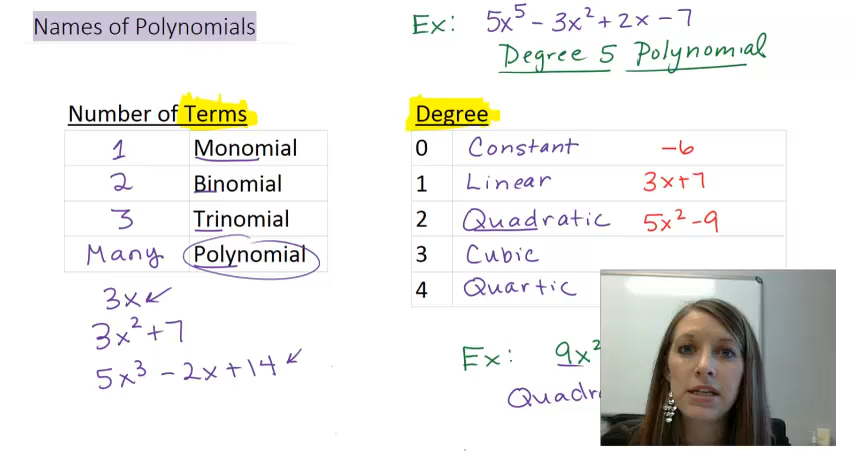 Names of Polynomials
Ex: 5x⁵ - 3x² + 2x - 7
Degree 5 Polynomial
Number of Terms
1 Monomial
2 Binomial
3 Trinomial
Many Polynomial
3x
3x² + 7
5x³ - 2x + 14
Degree
0 Constant -6
1 Linear 3x+7
2 Quadratic 5x² - 9
3 Cubic
4 Quartic
Ex: 9x²